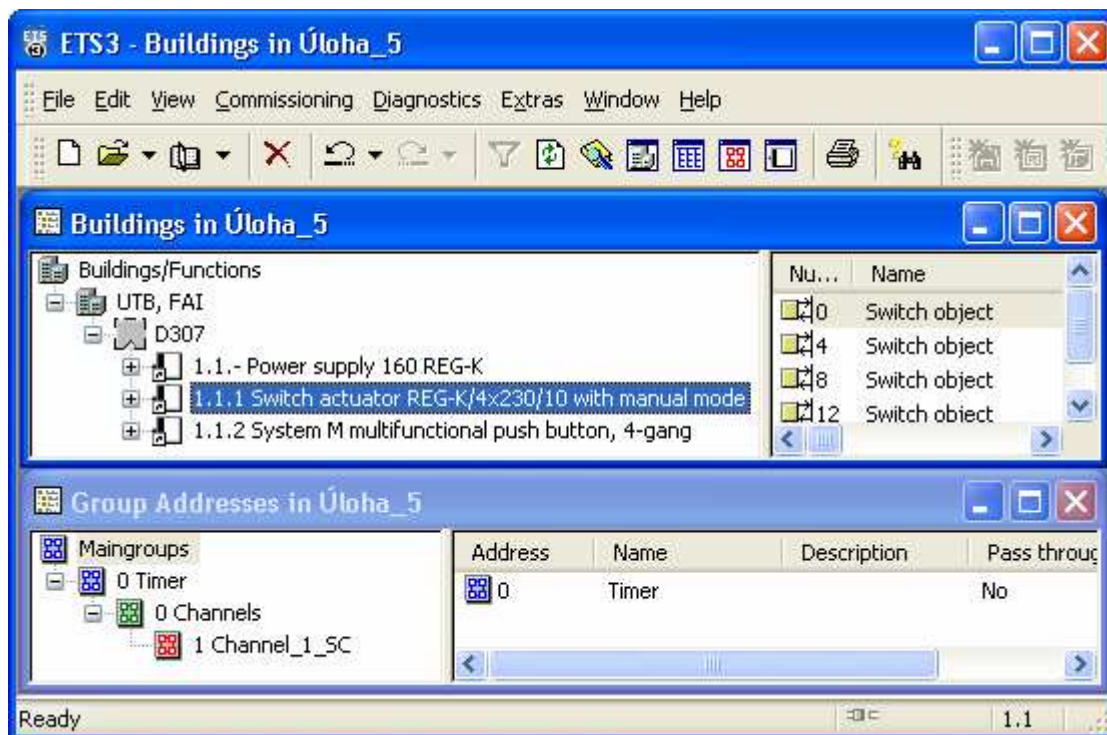 ETS3 - Buildings in Úloha_5
File Edit View Commissioning Diagnostics Extras Window Help
Buildings in Úloha_5
Buildings/Functions
UTB, FAI
D307
1.1.- Power supply 160 REG-K
1.1.1 Switch actuator REG-K/4x230/10 with manual mode
1.1.2 System M multifunctional push button, 4-gang
Nu... Name
0 Switch object
4 Switch object
8 Switch object
12 Switch object
Group Addresses in Úloha_5
Maingroups
0 Timer
0 Channels
1 Channel_1_SC
Address Name Description Pass throug
0 Timer No
Ready 1.1